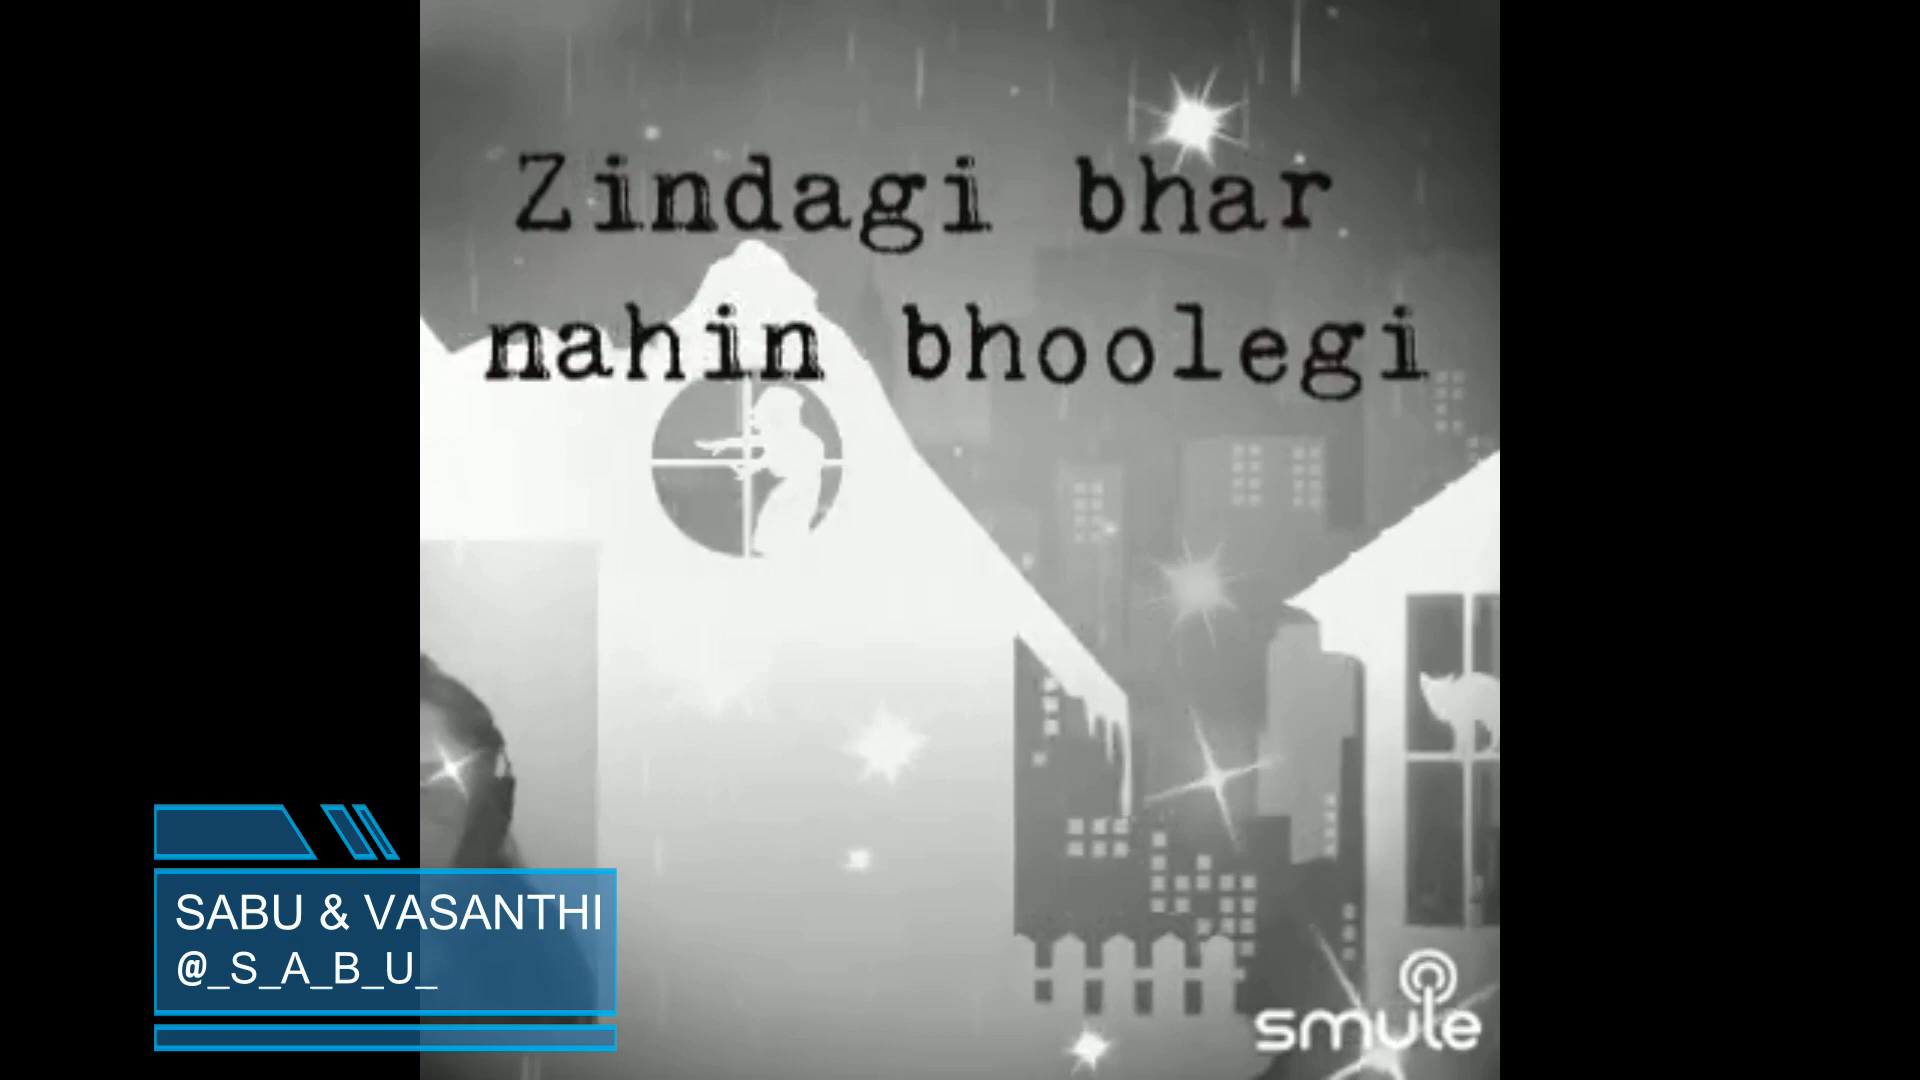 Zindagi bhar
nahin bhoolegi
SABU & VASANTHI
@_S_A_B_U_
smule